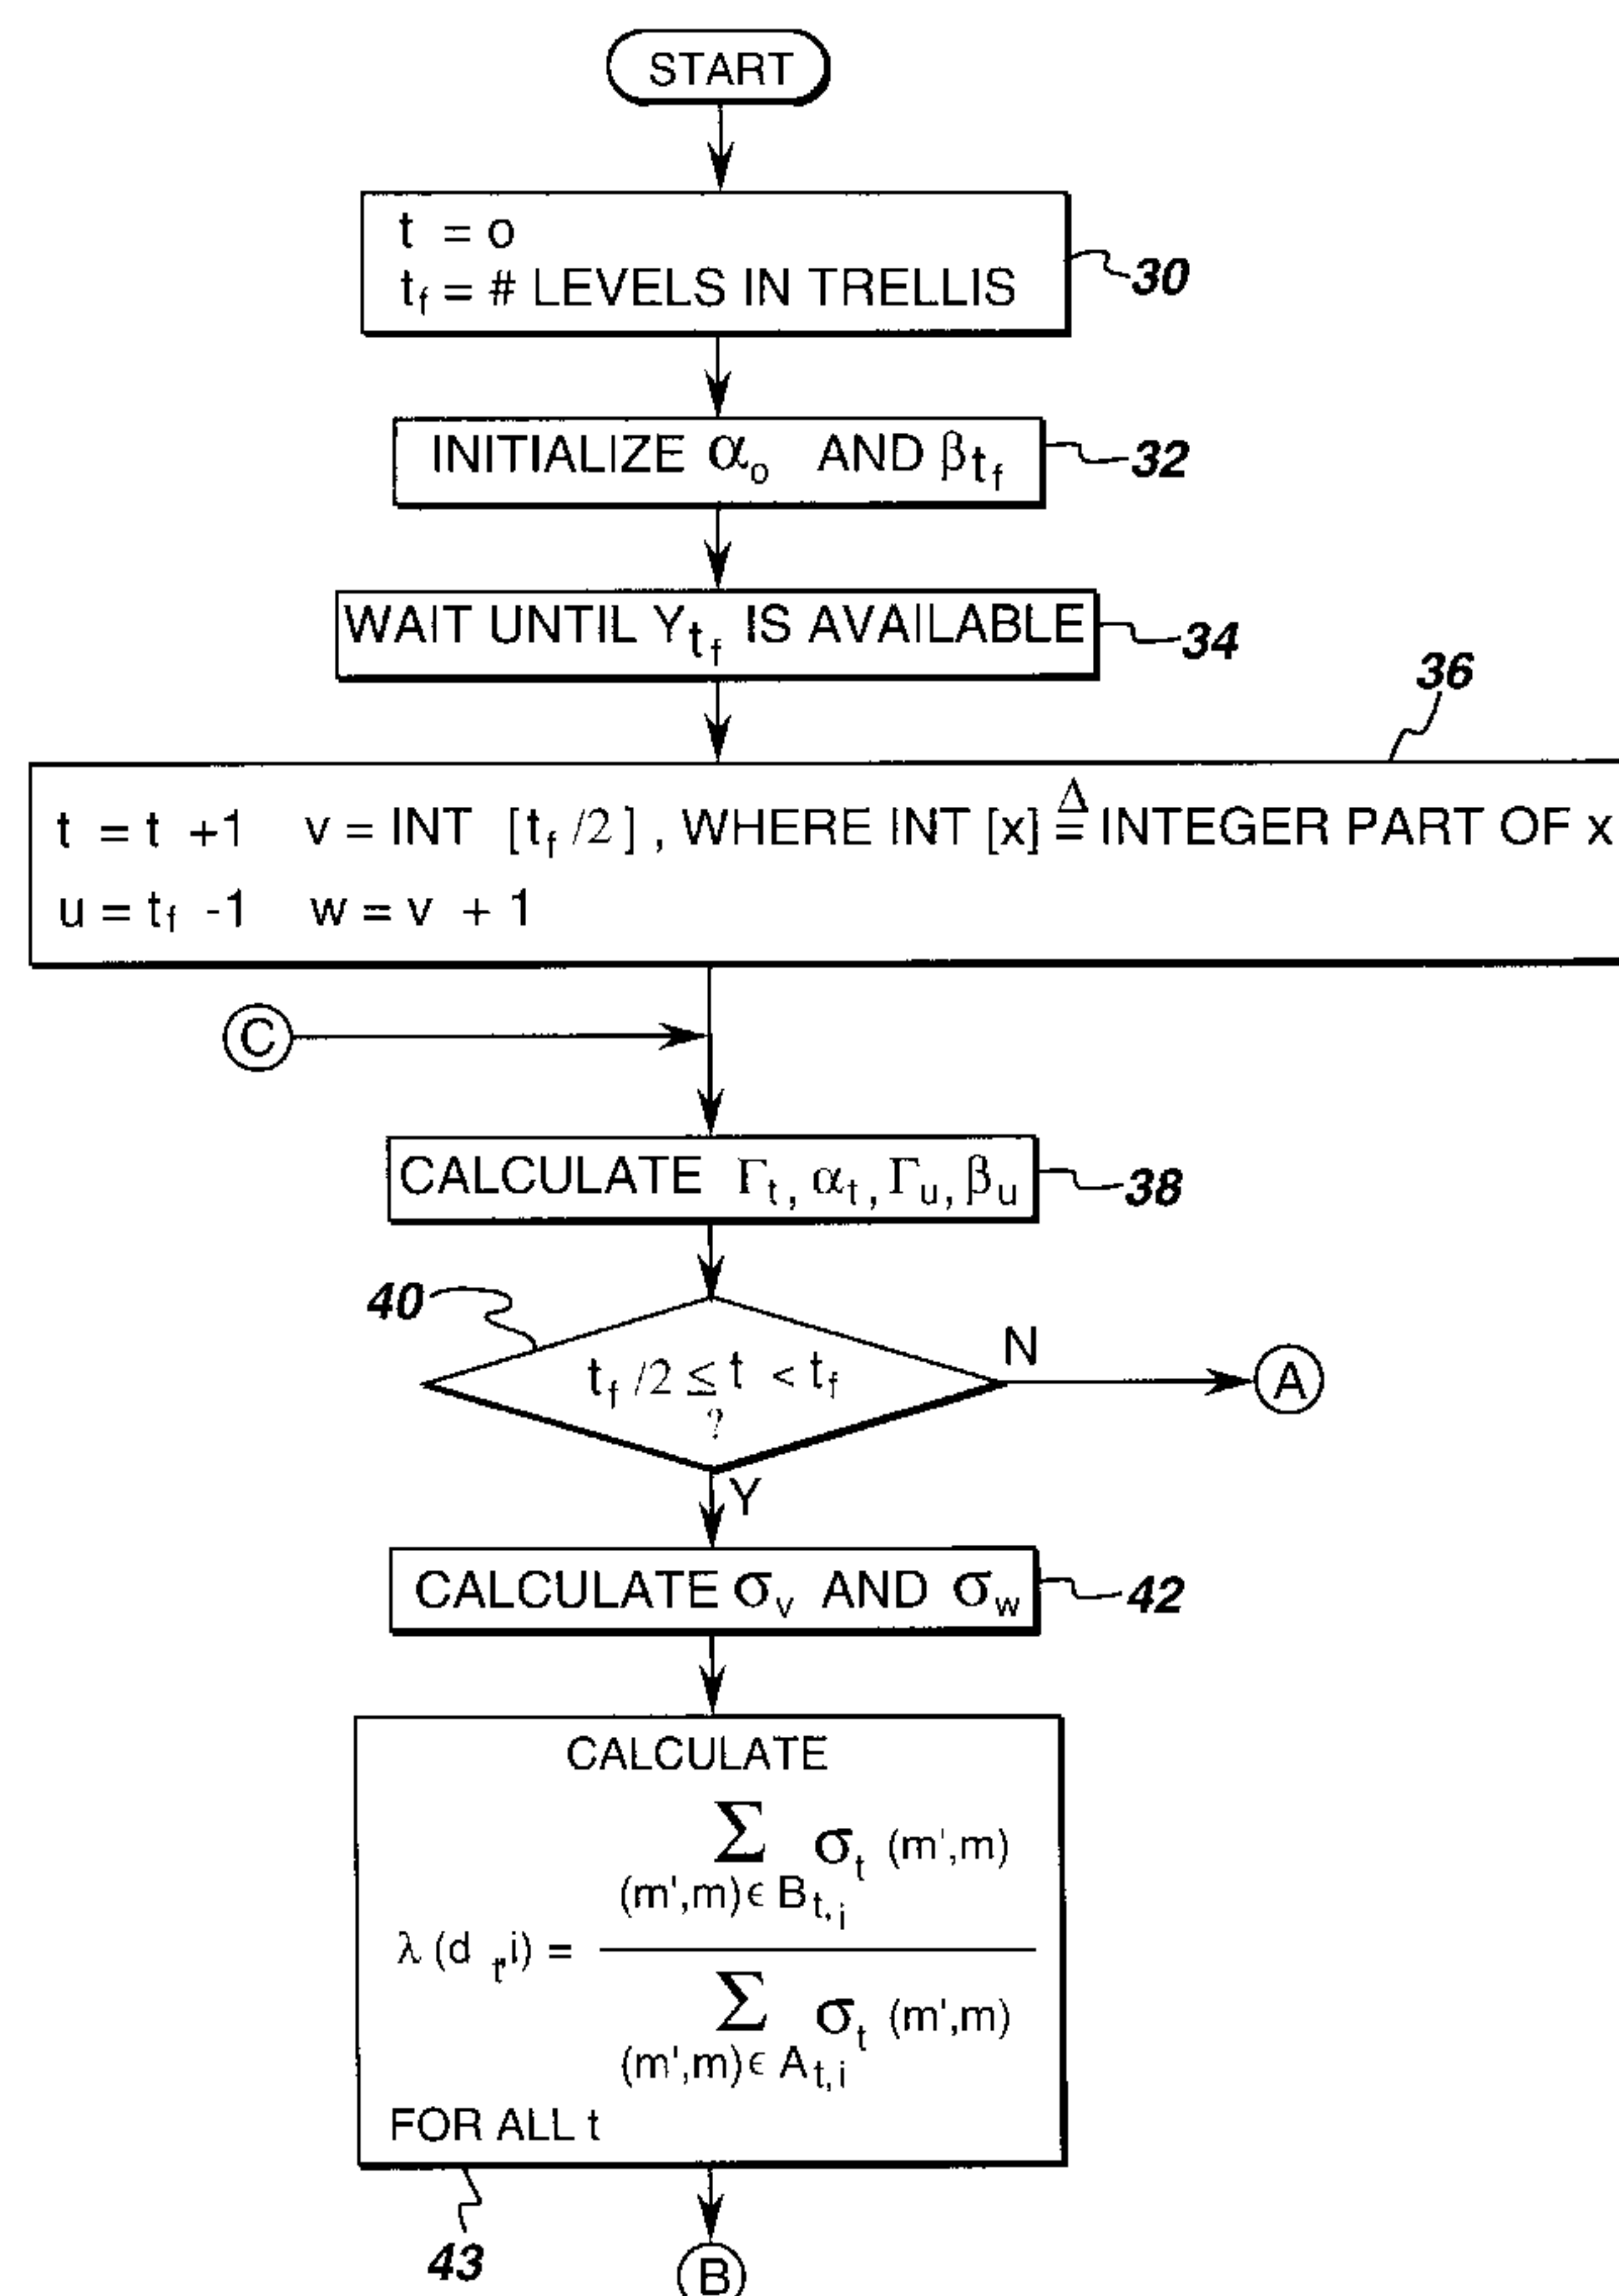 START
t = o
t_f = # LEVELS IN TRELLIS
30
INITIALIZE α_o AND β_t_f
32
WAIT UNTIL Y_t_f IS AVAILABLE
34
36
t = t +1 v = INT [t_f /2] , WHERE INT [x] ≜ INTEGER PART OF x
u = t_f -1 w = v + 1
C
CALCULATE Γ_t, α_t, Γ_u, β_u
38
40
t_f /2 ≤ t < t_f
?
N
A
Y
CALCULATE σ_v AND σ_w
42
CALCULATE
Σ σ_t (m',m)
(m',m) ϵ B_t,i
λ (d_t,i) =
Σ σ_t (m',m)
(m',m) ϵ A_t,i
FOR ALL t
43
B